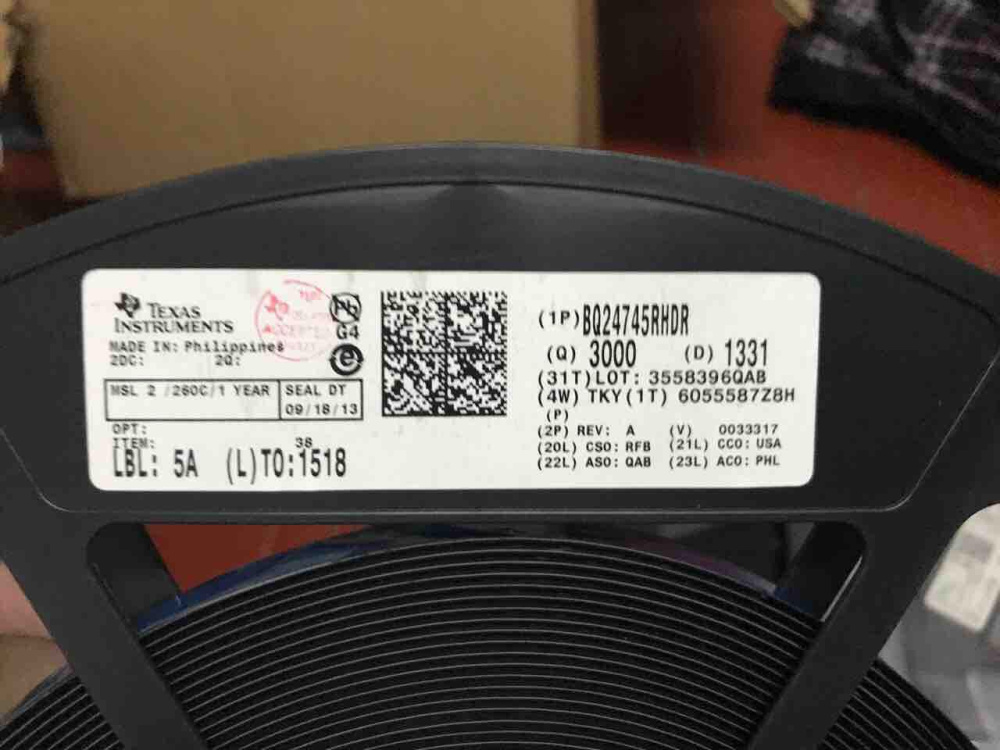 TEXAS
INSTRUMENTS
MADE IN: Philippines
2DC: 2Q:
Pb
G4
e
MSL 2 /260C/1 YEAR
SEAL DT
09/18/13
OPT:
ITEM:
38
LBL: 5A (L)TO:1518
ACCEPTED
(1P)BQ24745RHDR
(Q) 3000 (D) 1331
(31T)LOT: 3558396QAB
(4W) TKY(1T) 6055587Z8H
(P)
(2P) REV: A (V) 0033317
(20L) CSO: RFB (21L) CCO: USA
(22L) ASO: QAB (23L) ACO: PHL